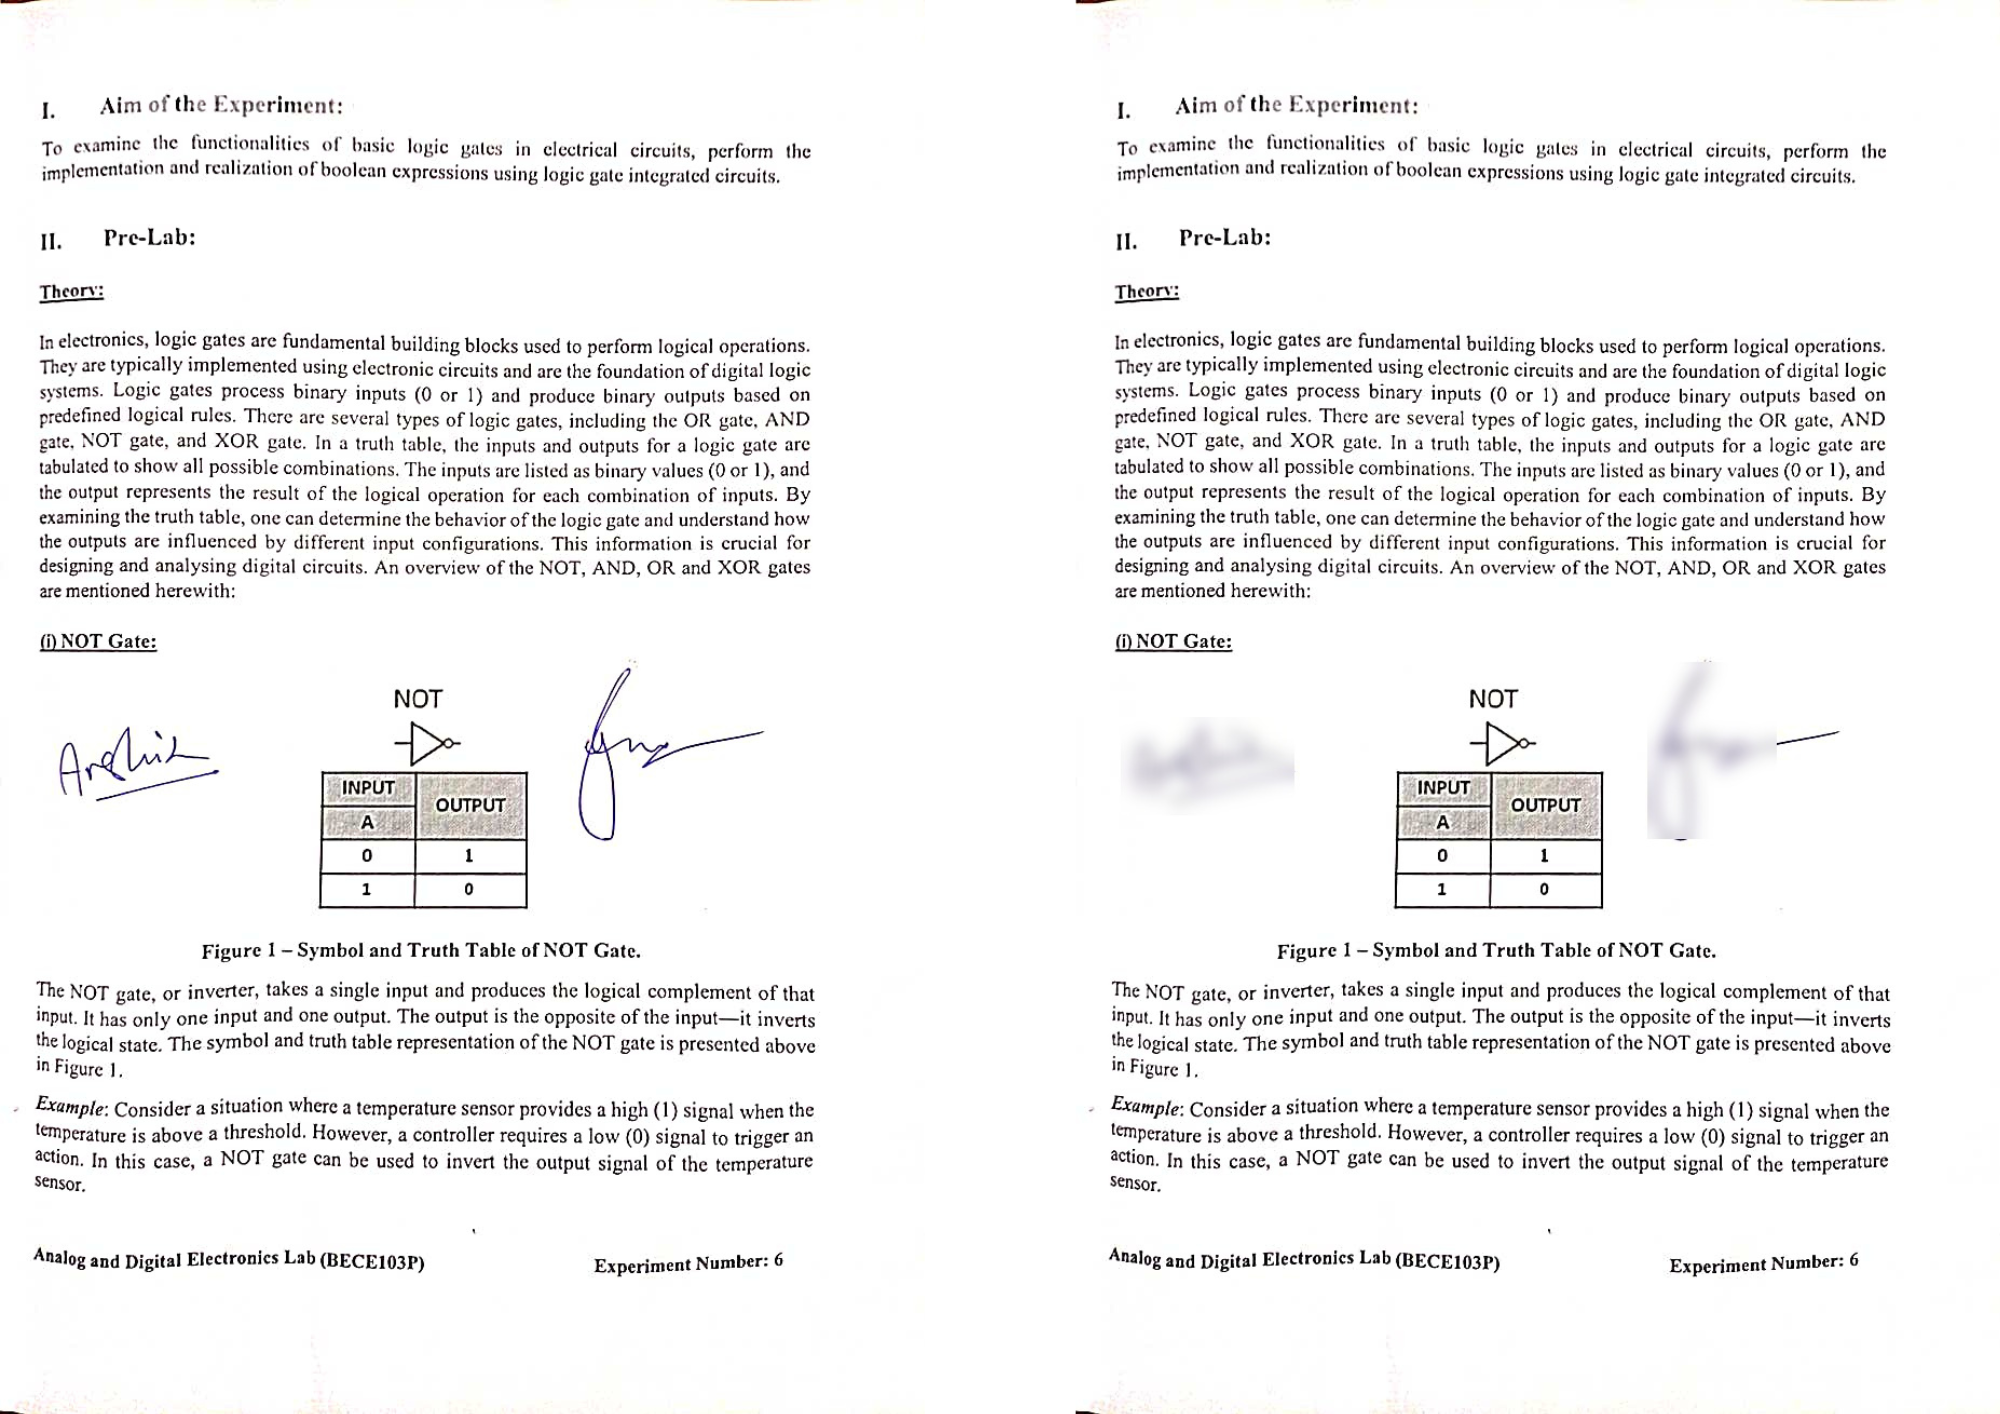 I. Aim of the Experiment:
To examine the functionalities of basic logic gates in electrical circuits, perform the
implementation and realization of boolean expressions using logic gate integrated circuits.
II. Pre-Lab:
Theory:
In electronics, logic gates are fundamental building blocks used to perform logical operations.
They are typically implemented using electronic circuits and are the foundation of digital logic
systems. Logic gates process binary inputs (0 or 1) and produce binary outputs based on
predefined logical rules. There are several types of logic gates, including the OR gate, AND
gate, NOT gate, and XOR gate. In a truth table, the inputs and outputs for a logic gate are
tabulated to show all possible combinations. The inputs are listed as binary values (0 or 1), and
the output represents the result of the logical operation for each combination of inputs. By
examining the truth table, one can determine the behavior of the logic gate and understand how
the outputs are influenced by different input configurations. This information is crucial for
designing and analysing digital circuits. An overview of the NOT, AND, OR and XOR gates
are mentioned herewith:
(i) NOT Gate:
NOT
INPUT OUTPUT
A
0 1
1 0
Figure 1 – Symbol and Truth Table of NOT Gate.
The NOT gate, or inverter, takes a single input and produces the logical complement of that
input. It has only one input and one output. The output is the opposite of the input—it inverts
the logical state. The symbol and truth table representation of the NOT gate is presented above
in Figure 1.
Example: Consider a situation where a temperature sensor provides a high (1) signal when the
temperature is above a threshold. However, a controller requires a low (0) signal to trigger an
action. In this case, a NOT gate can be used to invert the output signal of the temperature
sensor.
Analog and Digital Electronics Lab (BECE103P) Experiment Number: 6
I. Aim of the Experiment:
To examine the functionalities of basic logic gates in electrical circuits, perform the
implementation and realization of boolean expressions using logic gate integrated circuits.
II. Pre-Lab:
Theory:
In electronics, logic gates are fundamental building blocks used to perform logical operations.
They are typically implemented using electronic circuits and are the foundation of digital logic
systems. Logic gates process binary inputs (0 or 1) and produce binary outputs based on
predefined logical rules. There are several types of logic gates, including the OR gate, AND
gate, NOT gate, and XOR gate. In a truth table, the inputs and outputs for a logic gate are
tabulated to show all possible combinations. The inputs are listed as binary values (0 or 1), and
the output represents the result of the logical operation for each combination of inputs. By
examining the truth table, one can determine the behavior of the logic gate and understand how
the outputs are influenced by different input configurations. This information is crucial for
designing and analysing digital circuits. An overview of the NOT, AND, OR and XOR gates
are mentioned herewith:
(i) NOT Gate:
NOT
INPUT OUTPUT
A
0 1
1 0
Figure 1 – Symbol and Truth Table of NOT Gate.
The NOT gate, or inverter, takes a single input and produces the logical complement of that
input. It has only one input and one output. The output is the opposite of the input—it inverts
the logical state. The symbol and truth table representation of the NOT gate is presented above
in Figure 1.
Example: Consider a situation where a temperature sensor provides a high (1) signal when the
temperature is above a threshold. However, a controller requires a low (0) signal to trigger an
action. In this case, a NOT gate can be used to invert the output signal of the temperature
sensor.
Analog and Digital Electronics Lab (BECE103P) Experiment Number: 6